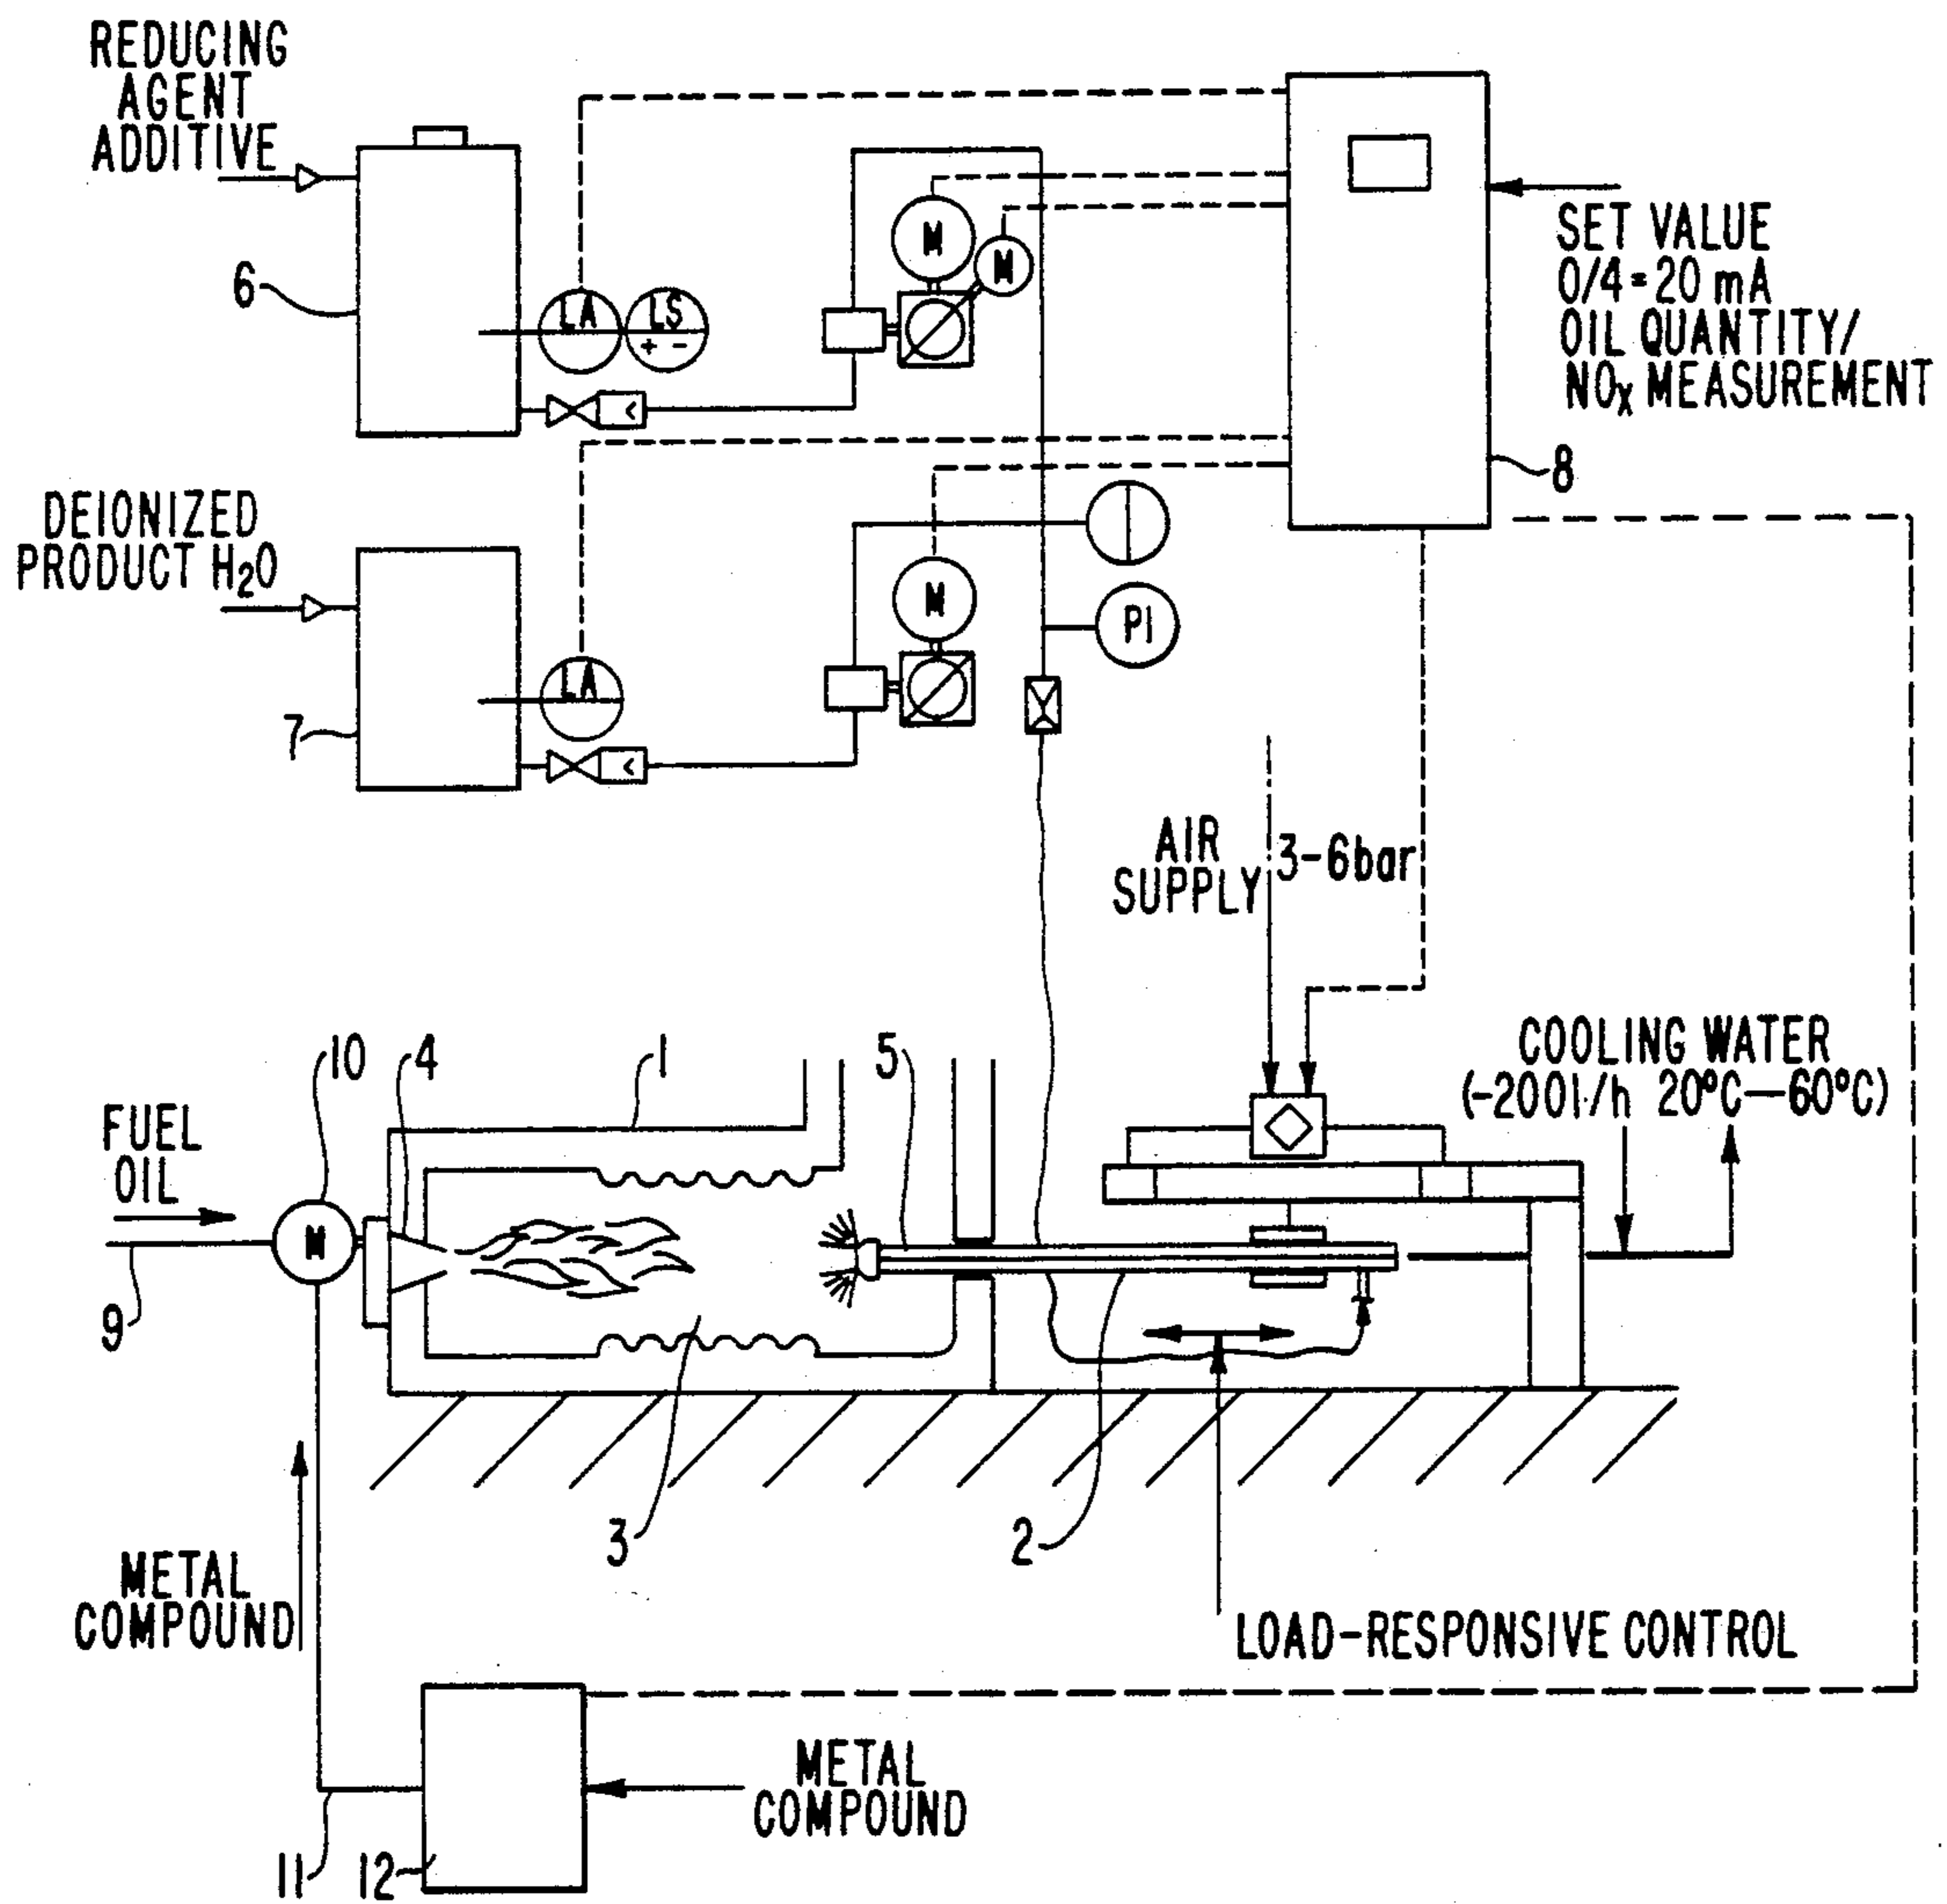 REDUCING
AGENT
ADDITIVE
6
LA
LS
+ -
M
M
SET VALUE
0/4=20 mA
OIL QUANTITY/
NOx MEASUREMENT
8
DEIONIZED
PRODUCT H2O
7
LA
M
PI
AIR
SUPPLY
3-6bar
COOLING WATER
(-200l/h 20°C—60°C)
10
4
1
5
FUEL
OIL
M
9
3
2
METAL
COMPOUND
LOAD-RESPONSIVE CONTROL
METAL
COMPOUND
11
12